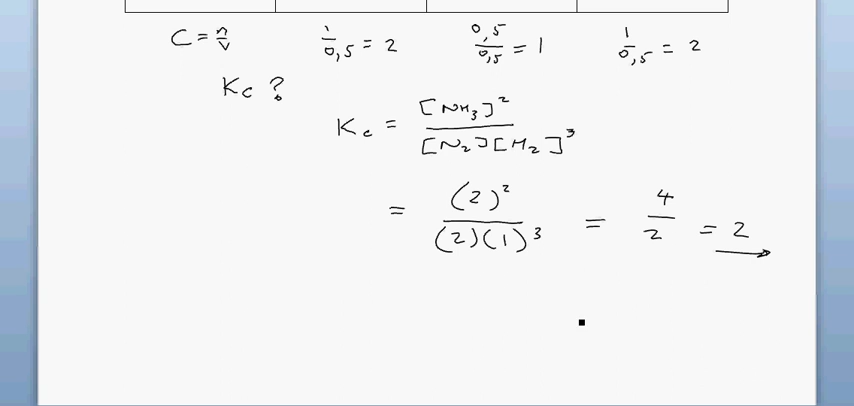 C = n/v 1/0,5 = 2 0,5/0,5 = 1 1/0,5 = 2
Kc ?
Kc = [NH3]²/[N2][H2]³
= (2)²/(2)(1)³ = 4/2 = 2